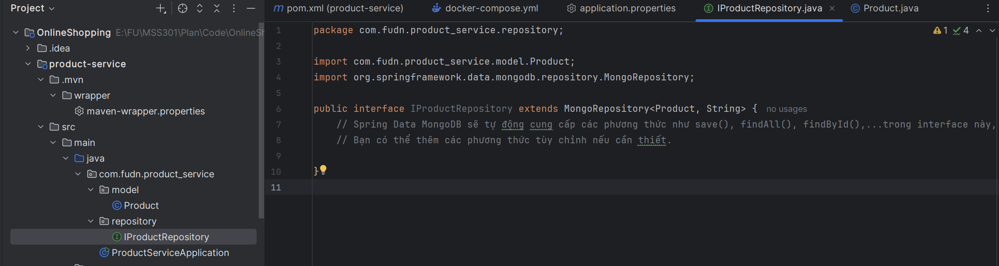 Project
pom.xml (product-service)
docker-compose.yml
application.properties
IProductRepository.java
Product.java
OnlineShopping E:\FU\MSS301\Plan\Code\OnlineSh
.idea
product-service
.mvn
wrapper
maven-wrapper.properties
src
main
java
com.fudn.product_service
model
Product
repository
IProductRepository
ProductServiceApplication
1 package com.fudn.product_service.repository;
2
3 import com.fudn.product_service.model.Product;
4 import org.springframework.data.mongodb.repository.MongoRepository;
5
6 public interface IProductRepository extends MongoRepository<Product, String> { no usages
7 // Spring Data MongoDB sẽ tự động cung cấp các phương thức như save(), findAll(), findById(),...trong interface này,
8 // Bạn có thể thêm các phương thức tùy chỉnh nếu cần thiết.
9
10 }
11
1 4